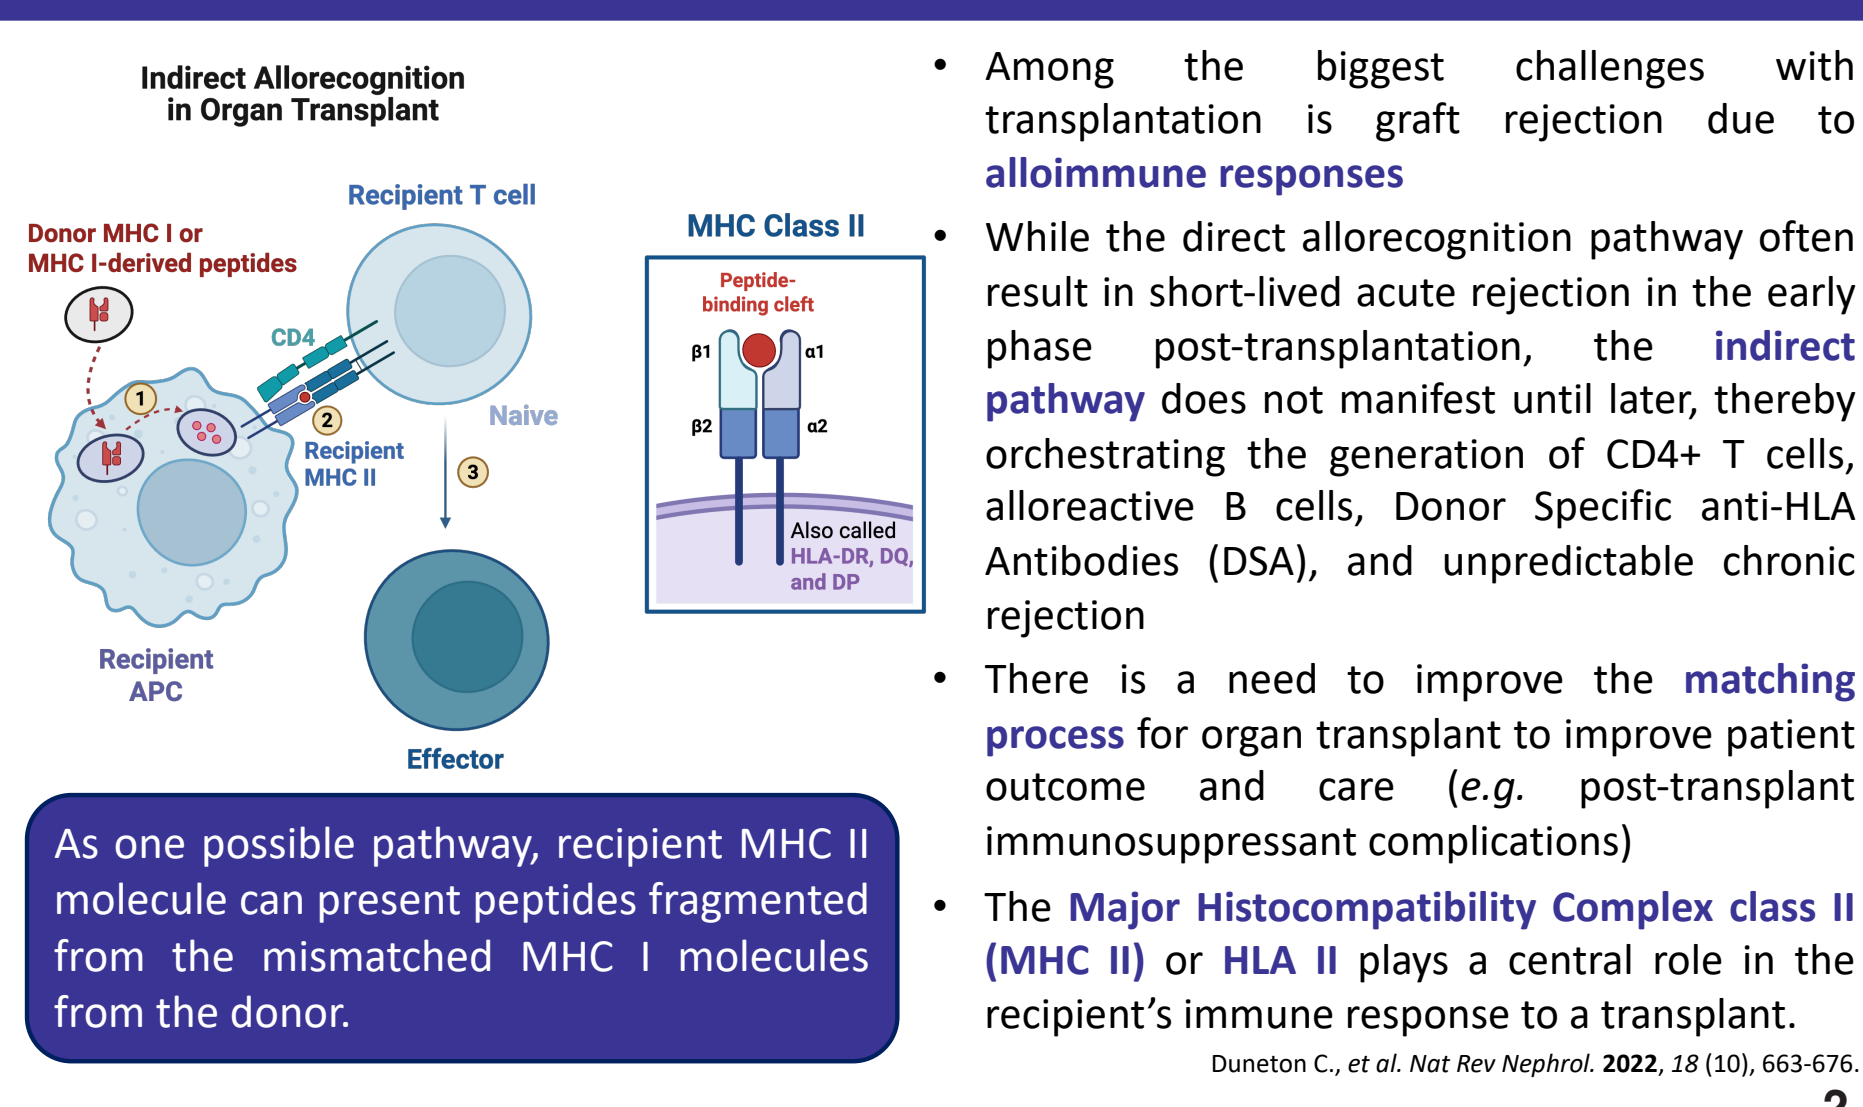 Indirect Allorecognition
in Organ Transplant
Recipient T cell
Donor MHC I or
MHC I-derived peptides
CD4
1
2
Recipient
MHC II
Naive
3
Recipient
APC
Effector
MHC Class II
Peptide-
binding cleft
β1
α1
β2
α2
Also called
HLA-DR, DQ,
and DP
As one possible pathway, recipient MHC II
molecule can present peptides fragmented
from the mismatched MHC I molecules
from the donor.
• Among the biggest challenges with
transplantation is graft rejection due to
alloimmune responses
• While the direct allorecognition pathway often
result in short-lived acute rejection in the early
phase post-transplantation, the indirect
pathway does not manifest until later, thereby
orchestrating the generation of CD4+ T cells,
alloreactive B cells, Donor Specific anti-HLA
Antibodies (DSA), and unpredictable chronic
rejection
• There is a need to improve the matching
process for organ transplant to improve patient
outcome and care (e.g. post-transplant
immunosuppressant complications)
• The Major Histocompatibility Complex class II
(MHC II) or HLA II plays a central role in the
recipient's immune response to a transplant.
Duneton C., et al. Nat Rev Nephrol. 2022, 18 (10), 663-676.